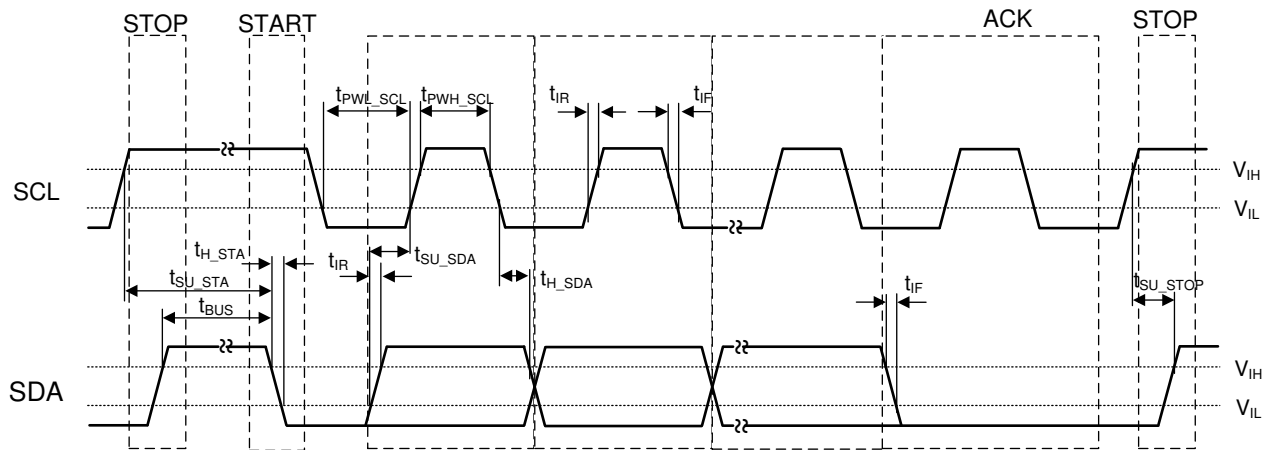 STOP START ACK STOP
tPWL_SCL tPWH_SCL tIR tIF
SCL
VIH
VIL
tH_STA tIR tSU_SDA
tSU_STA tH_SDA tIF tSU_STOP
tBUS
SDA
VIH
VIL